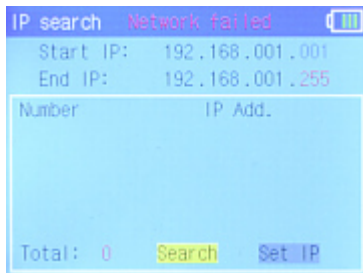 IP search Network failed
Start IP: 192.168.001.001
End IP: 192.168.001.255
Number IP Add.
Total: 0 Search Set IP